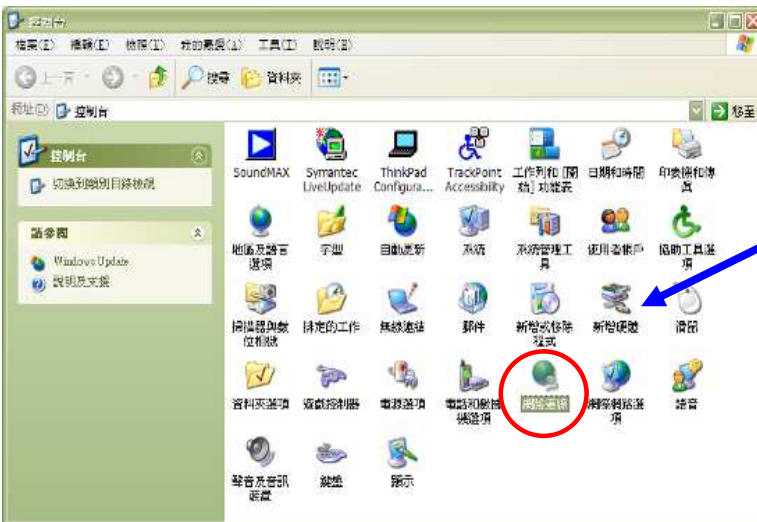 控制台
檔案(E) 編輯(E) 檢視(I) 我的最愛(A) 工具(I) 說明(H)
上一頁 搜尋 資料夾
網址(D) 控制台 移至
控制台
切換到類別目錄檢視
請參閱
Windows Update
說明及支援
SoundMAX
Symantec
LiveUpdate
ThinkPad
Configura...
TrackPoint
Accessibility
工作列和 [開
始] 功能表
日期和時間
印表機和傳
真
地區及語言
選項
字型
自動更新
系統
系統管理工
具
使用者帳戶
協助工具選
項
掃描器與數
位相機
排定的工作
無線連結
郵件
新增或移除
程式
新增硬體
滑鼠
資料夾選項
遊戲控制器
電源選項
電話和數據
機選項
網路連線
網際網路選
項
語音
聲音及音訊
裝置
鍵盤
顯示